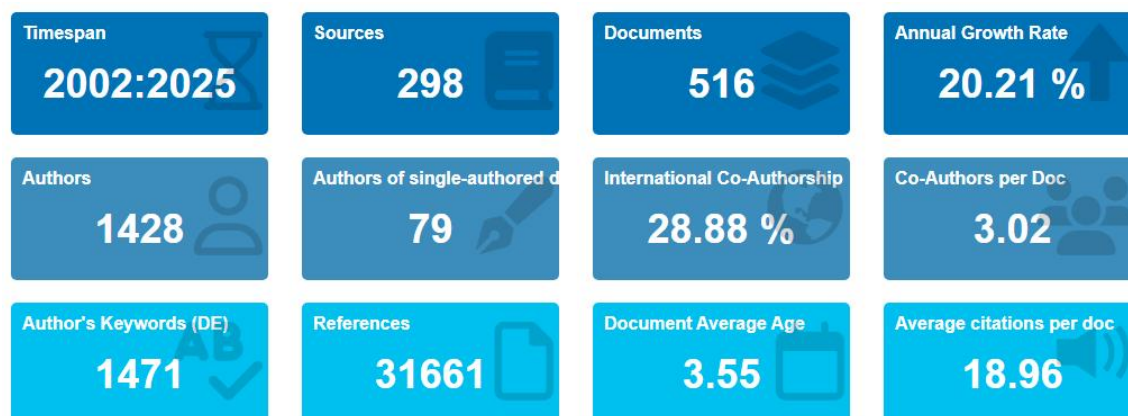 Timespan
2002:2025
Sources
298
Documents
516
Annual Growth Rate
20.21 %
Authors
1428
Authors of single-authored d
79
International Co-Authorship
28.88 %
Co-Authors per Doc
3.02
Author's Keywords (DE)
AB
1471
References
31661
Document Average Age
3.55
Average citations per doc
18.96